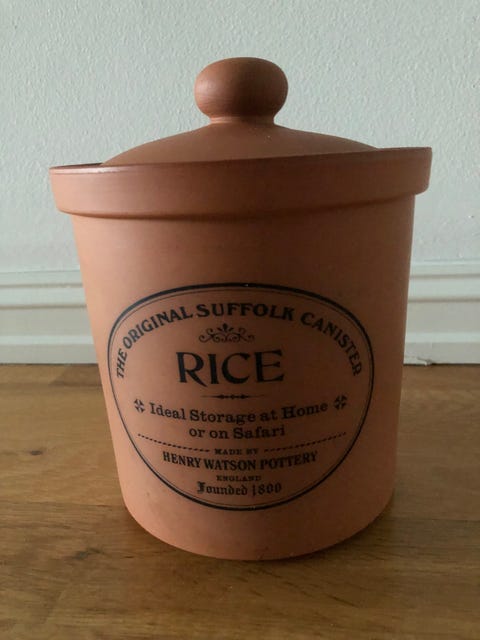 THE ORIGINAL SUFFOLK CANISTER
RICE
Ideal Storage at Home
or on Safari
MADE BY
HENRY WATSON POTTERY
ENGLAND
Founded 1800